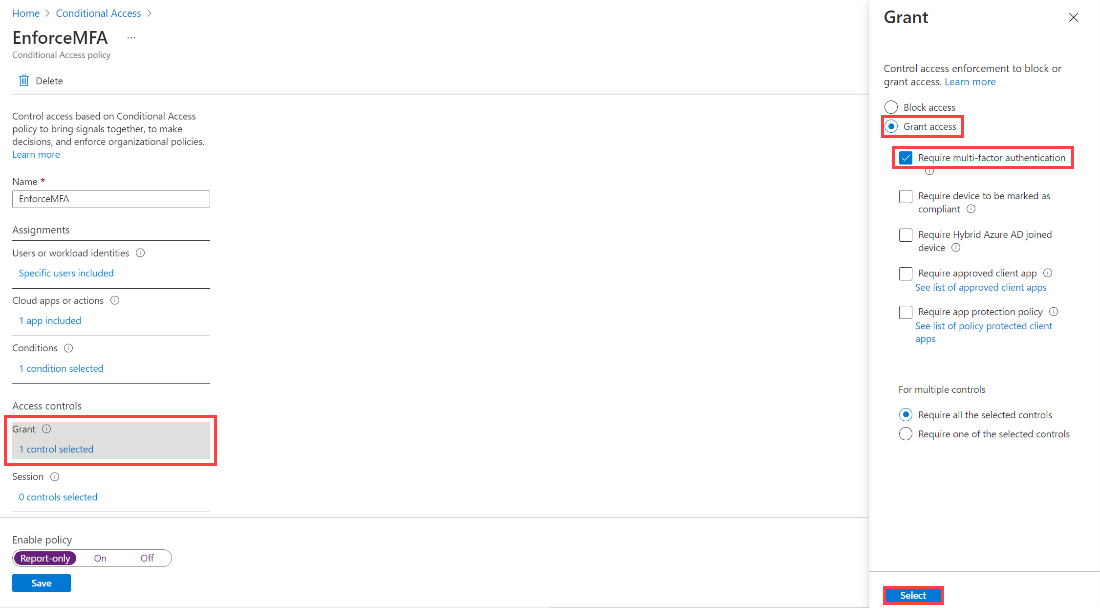 Home > Conditional Access >
EnforceMFA ...
Conditional Access policy
Delete
Control access based on Conditional Access
policy to bring signals together, to make
decisions, and enforce organizational policies.
Learn more
Name *
EnforceMFA
Assignments
Users or workload identities
Specific users included
Cloud apps or actions
1 app included
Conditions
1 condition selected
Access controls
Grant
1 control selected
Session
0 controls selected
Enable policy
Report-only On Off
Save
Grant
Control access enforcement to block or
grant access. Learn more
Block access
Grant access
Require multi-factor authentication
Require device to be marked as
compliant
Require Hybrid Azure AD joined
device
Require approved client app
See list of approved client apps
Require app protection policy
See list of policy protected client
apps
For multiple controls
Require all the selected controls
Require one of the selected controls
Select